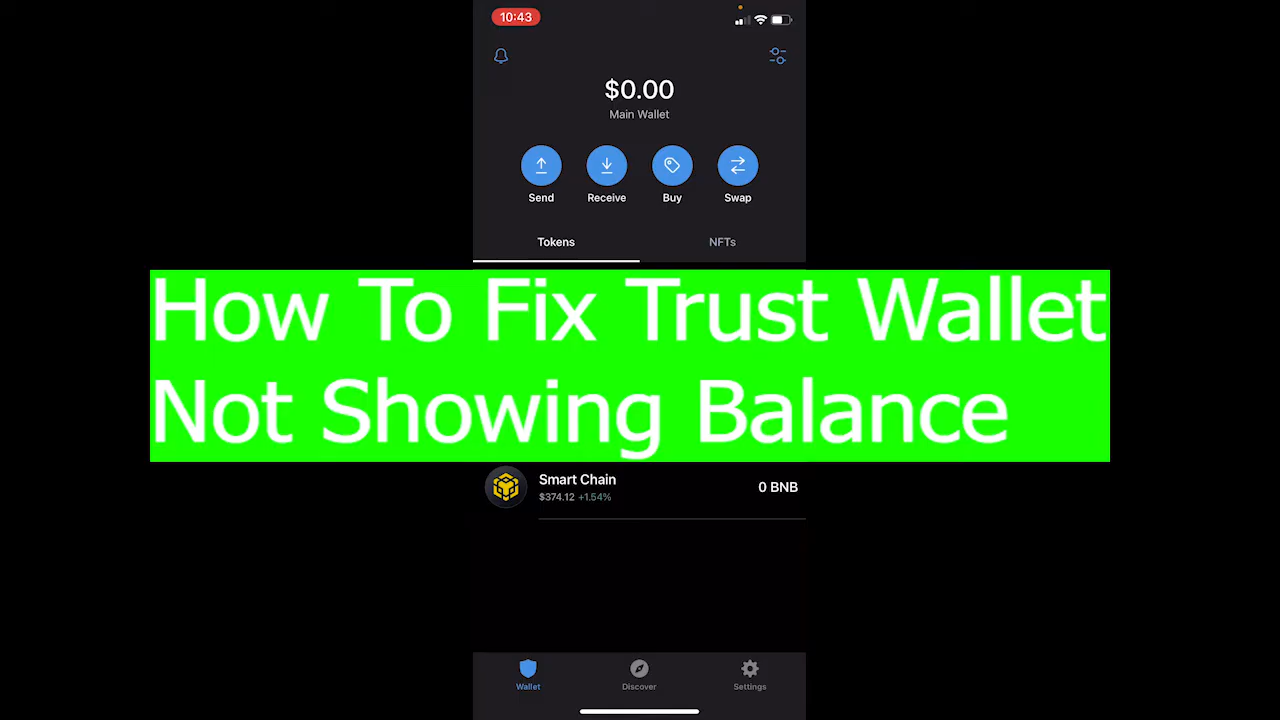 10:43
$0.00
Main Wallet
Send Receive Buy Swap
Tokens NFTs
How To Fix Trust Wallet
Not Showing Balance
Smart Chain
0 BNB
$374.12 +1.54%
Wallet Discover Settings